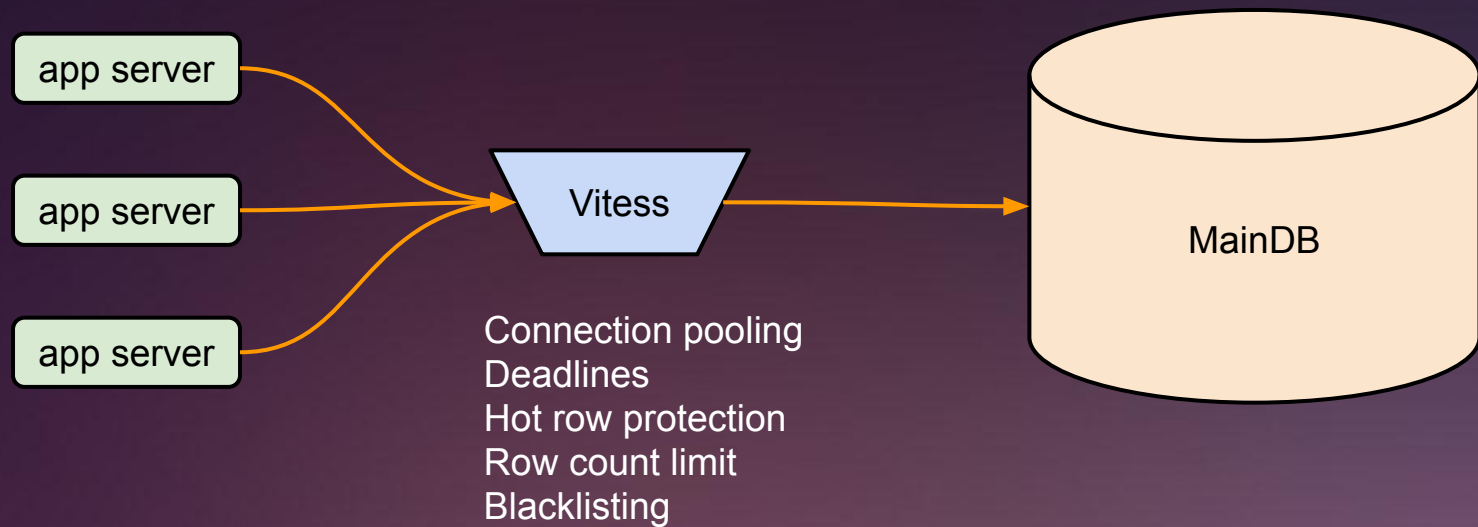 app server
app server
app server
Vitess
MainDB
Connection pooling
Deadlines
Hot row protection
Row count limit
Blacklisting